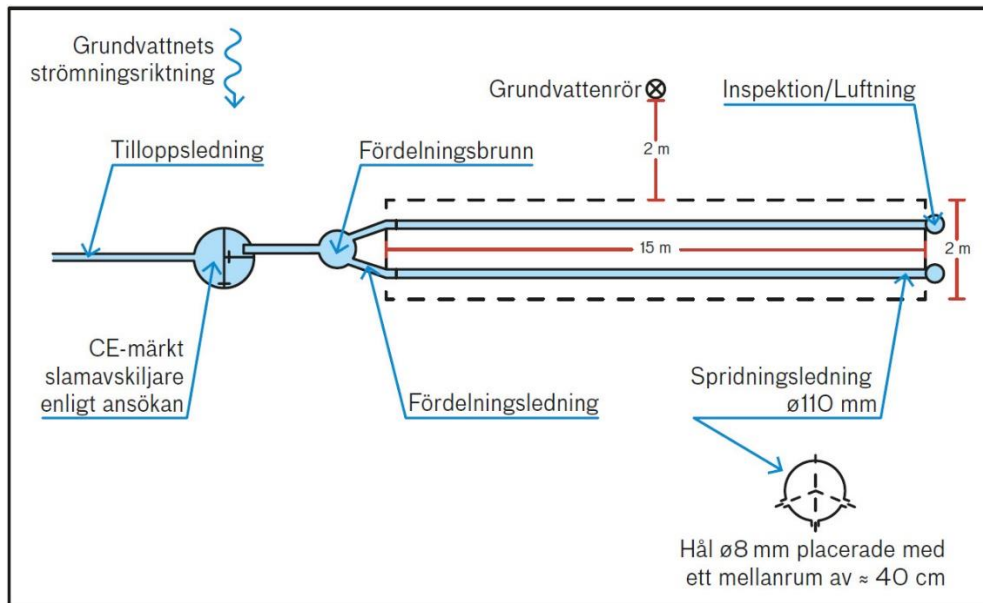 Grundvattnets
strömningsriktning
Grundvattenrör
Inspektion/Luftning
2 m
Tilloppsledning
Fördelningsbrunn
15 m
2 m
CE-märkt
slamavskiljare
enligt ansökan
Fördelningsledning
Spridningsledning
ø110 mm
Hål ø8 mm placerade med
ett mellanrum av ≈ 40 cm